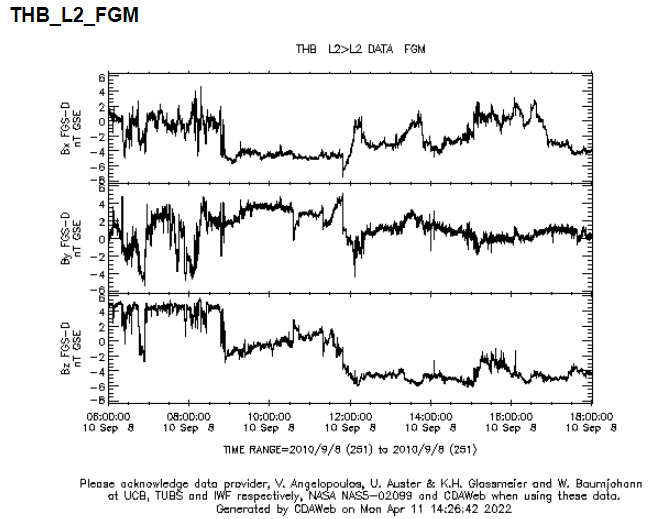 THB_L2_FGM
THB L2>L2 DATA FGM
6
4
2
0
-2
-4
-6
-8
Bx FGS-D
nT GSE
6
4
2
0
-2
-4
-6
By FGS-D
nT GSE
6
4
2
0
-2
-4
-6
-8
Bz FGS-D
nT GSE
06:00:00 08:00:00 10:00:00 12:00:00 14:00:00 16:00:00 18:00:00
10 Sep 8 10 Sep 8 10 Sep 8 10 Sep 8 10 Sep 8 10 Sep 8 10 Sep 8
TIME RANGE=2010/9/8 (251) to 2010/9/8 (251)
Please acknowledge data provider, V. Angelopoulos, U. Auster & K.H. Glassmeier and W. Baumjohann
at UCB, TUBS and IWF respectively, NASA NAS5-02099 and CDAWeb when using these data.
Generated by CDAWeb on Mon Apr 11 14:26:42 2022